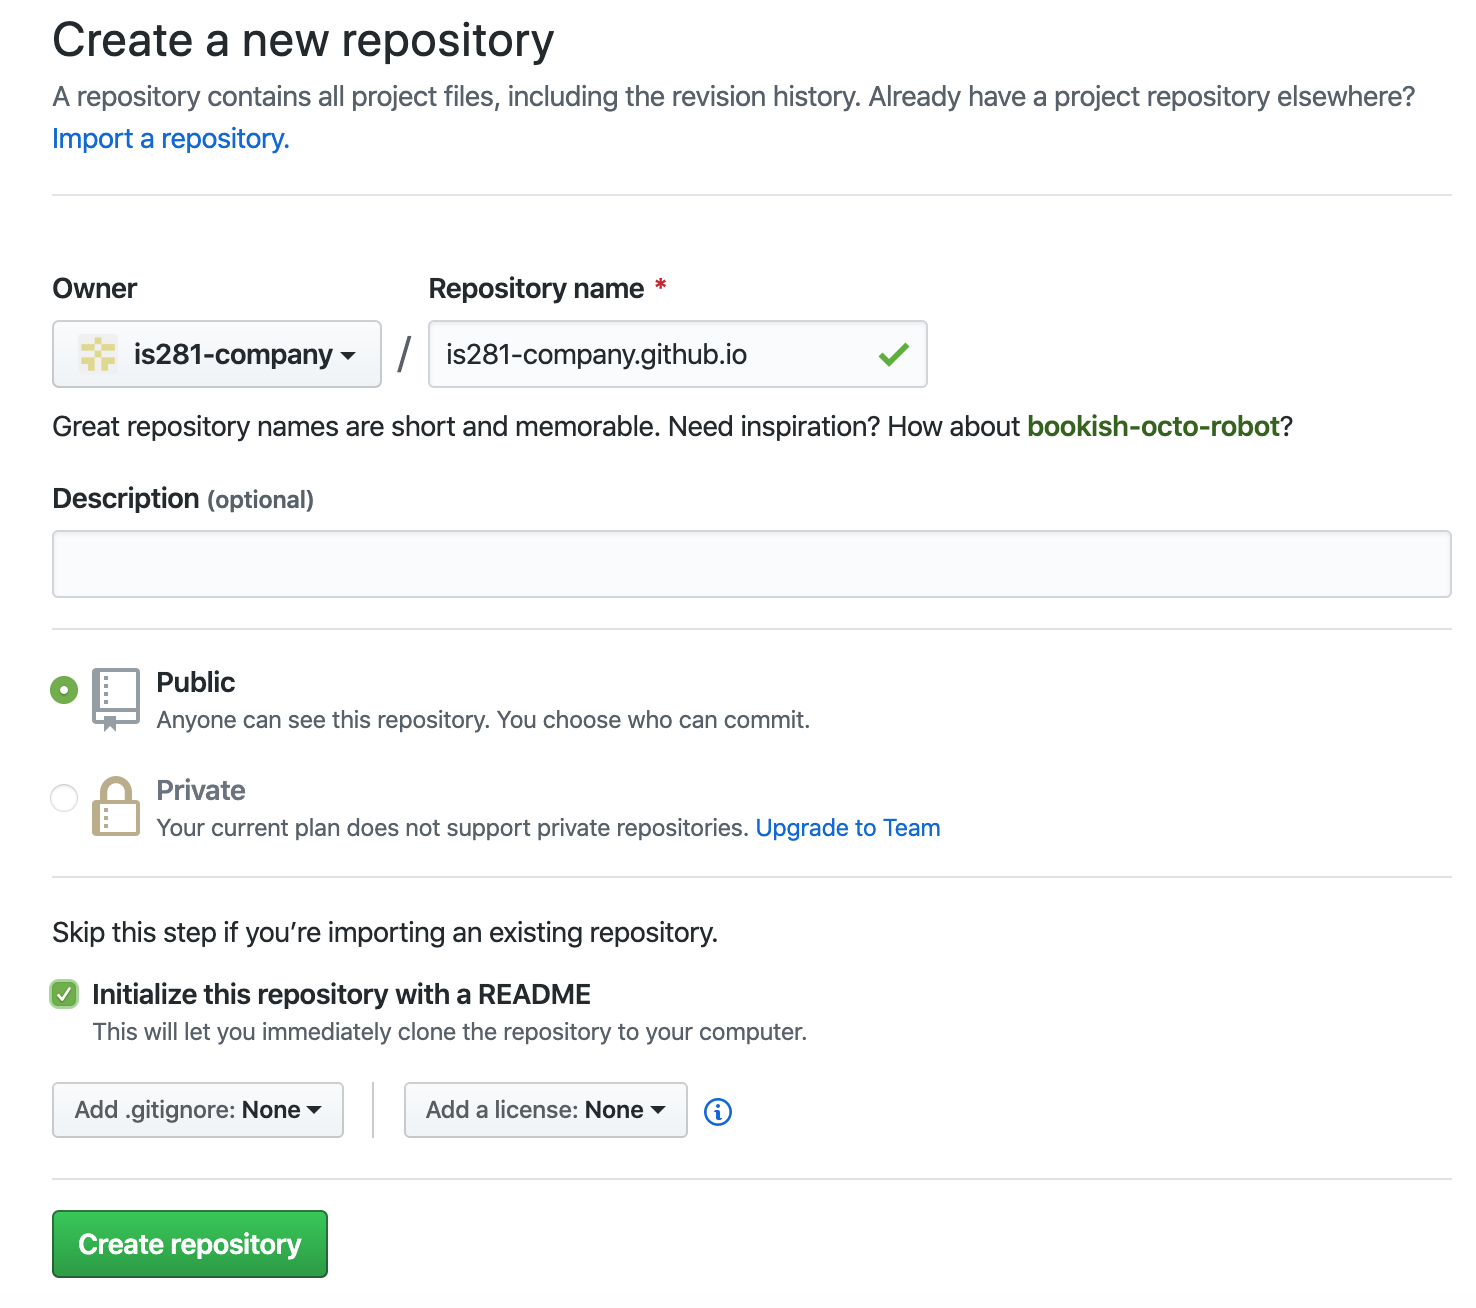 Create a new repository
A repository contains all project files, including the revision history. Already have a project repository elsewhere?
Import a repository.
Owner
Repository name *
is281-company / is281-company.github.io
Great repository names are short and memorable. Need inspiration? How about bookish-octo-robot?
Description (optional)
Public
Anyone can see this repository. You choose who can commit.
Private
Your current plan does not support private repositories. Upgrade to Team
Skip this step if you’re importing an existing repository.
Initialize this repository with a README
This will let you immediately clone the repository to your computer.
Add .gitignore: None
Add a license: None
Create repository